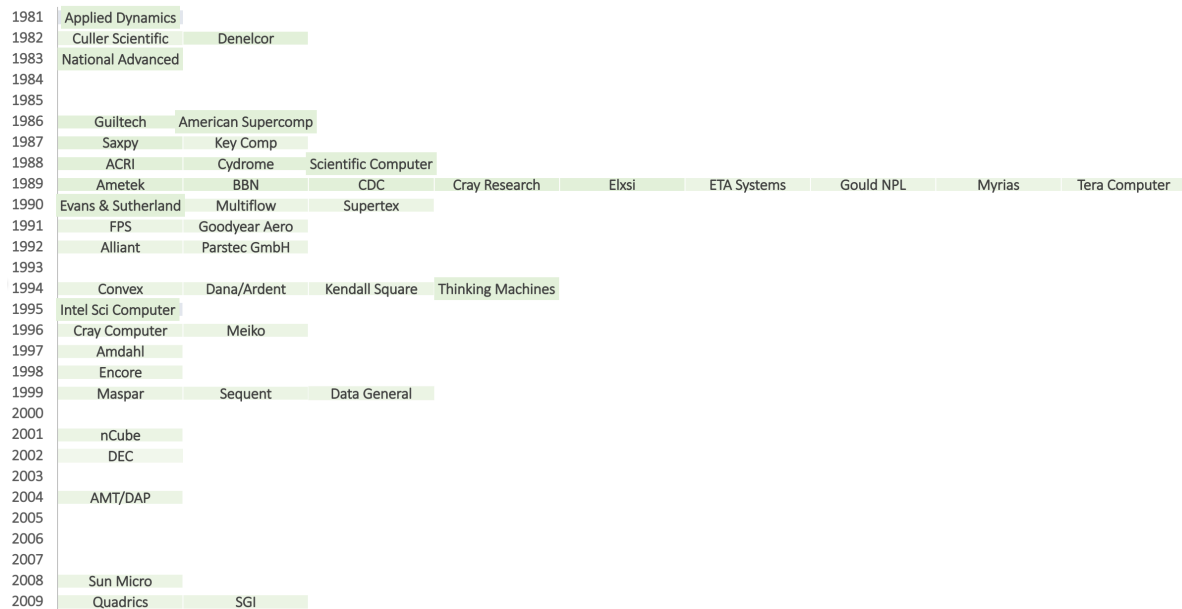 1981 Applied Dynamics
1982 Culler Scientific Denelcor
1983 National Advanced
1984
1985
1986 Guiltech American Supercomp
1987 Saxpy Key Comp
1988 ACRI Cydrome Scientific Computer
1989 Ametek BBN CDC Cray Research Elxsi ETA Systems Gould NPL Myrias Tera Computer
1990 Evans & Sutherland Multiflow Supertex
1991 FPS Goodyear Aero
1992 Alliant Parstec GmbH
1993
1994 Convex Dana/Ardent Kendall Square Thinking Machines
1995 Intel Sci Computer
1996 Cray Computer Meiko
1997 Amdahl
1998 Encore
1999 Maspar Sequent Data General
2000
2001 nCube
2002 DEC
2003
2004 AMT/DAP
2005
2006
2007
2008 Sun Micro
2009 Quadrics SGI